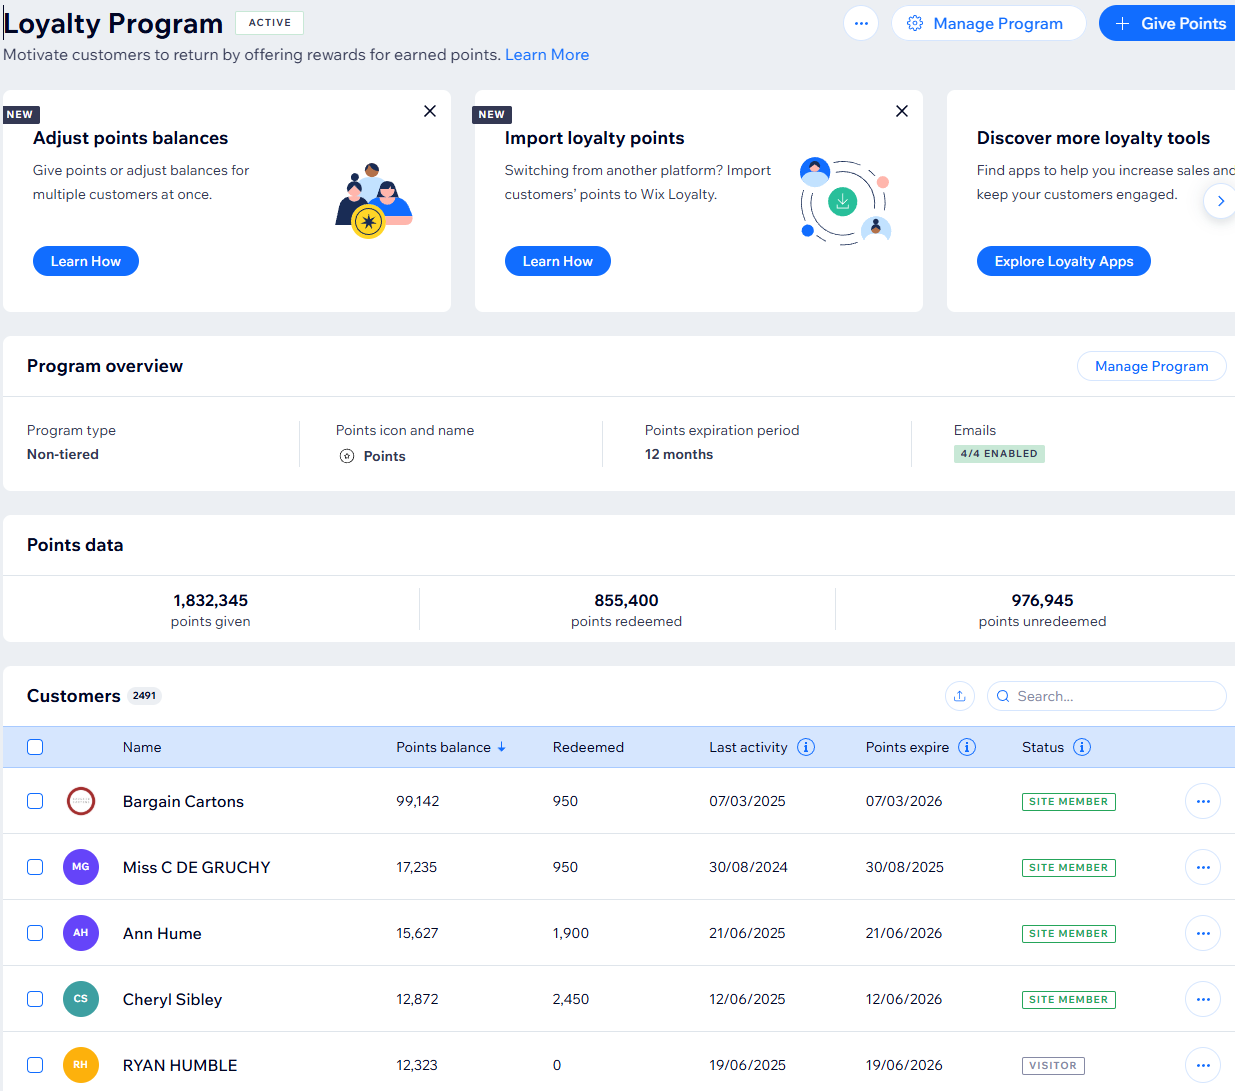 Loyalty Program ACTIVE ... Manage Program + Give Points
Motivate customers to return by offering rewards for earned points. Learn More
NEW
Adjust points balances
Give points or adjust balances for
multiple customers at once.
Learn How
NEW
Import loyalty points
Switching from another platform? Import
customers’ points to Wix Loyalty.
Learn How
Discover more loyalty tools
Find apps to help you increase sales and
keep your customers engaged.
Explore Loyalty Apps
Program overview Manage Program
Program type
Non-tiered
Points icon and name
Points
Points expiration period
12 months
Emails
4/4 ENABLED
Points data
1,832,345
points given
855,400
points redeemed
976,945
points unredeemed
Customers 2491 Search...
Name Points balance ↓ Redeemed Last activity i Points expire i Status i
Bargain Cartons 99,142 950 07/03/2025 07/03/2026 SITE MEMBER ...
MG Miss C DE GRUCHY 17,235 950 30/08/2024 30/08/2025 SITE MEMBER ...
AH Ann Hume 15,627 1,900 21/06/2025 21/06/2026 SITE MEMBER ...
CS Cheryl Sibley 12,872 2,450 12/06/2025 12/06/2026 SITE MEMBER ...
RH RYAN HUMBLE 12,323 0 19/06/2025 19/06/2026 VISITOR ...